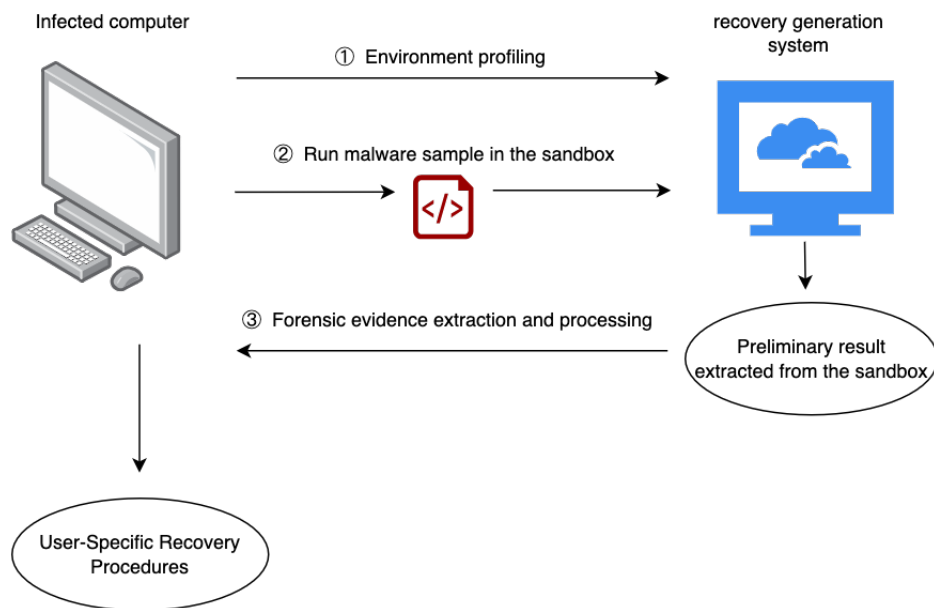 Infected computer
recovery generation
system
① Environment profiling
② Run malware sample in the sandbox
</>
③ Forensic evidence extraction and processing
Preliminary result
extracted from the sandbox
User-Specific Recovery
Procedures